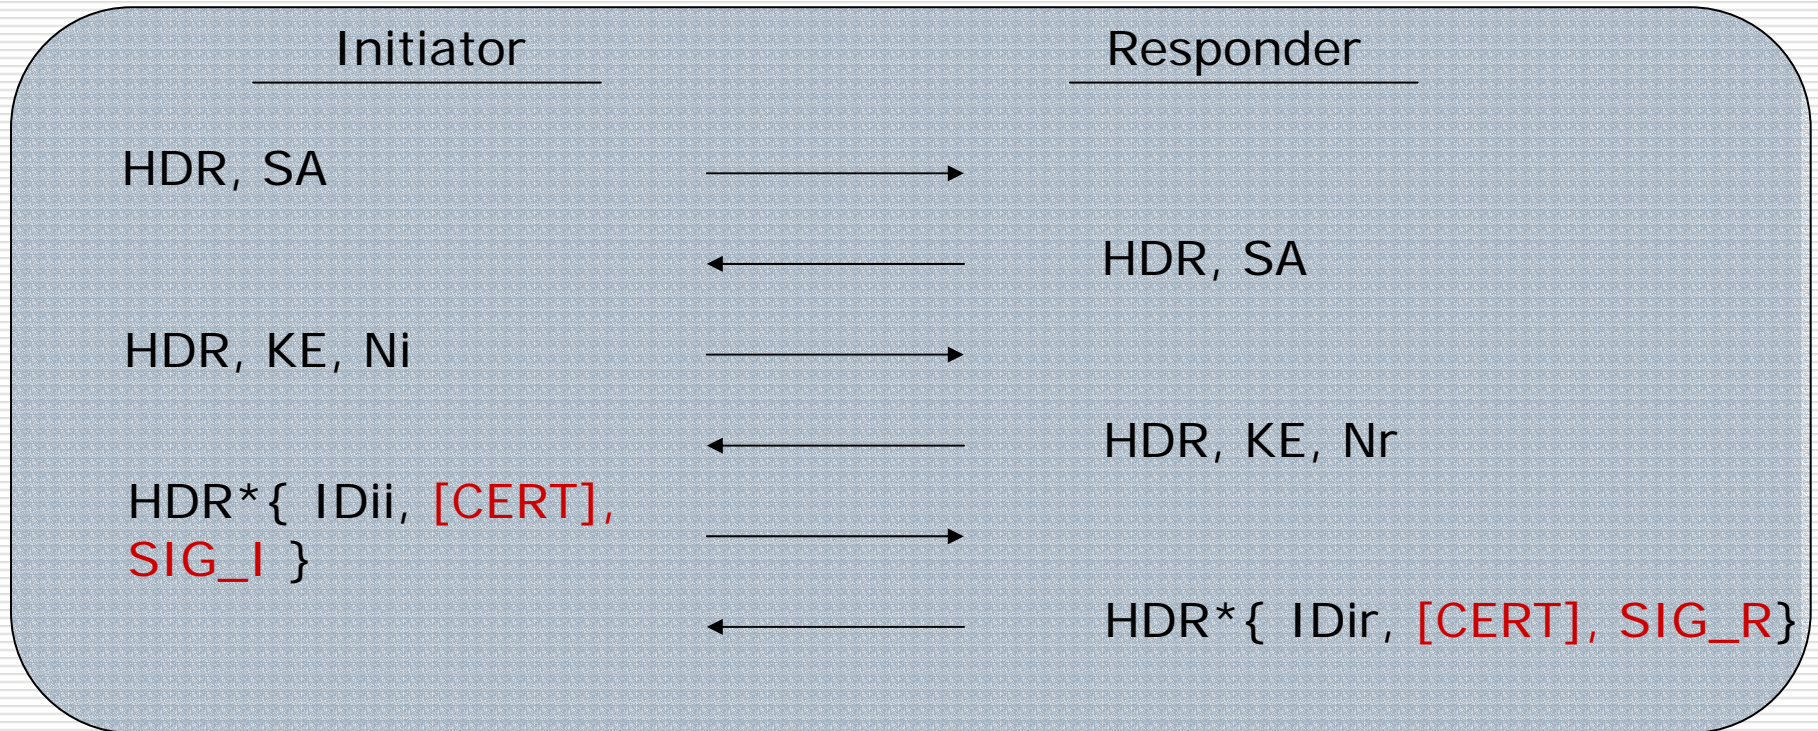 Initiator Responder
HDR, SA
HDR, SA
HDR, KE, Ni
HDR, KE, Nr
HDR*{ IDii, [CERT],
SIG_I }
HDR*{ IDir, [CERT], SIG_R}